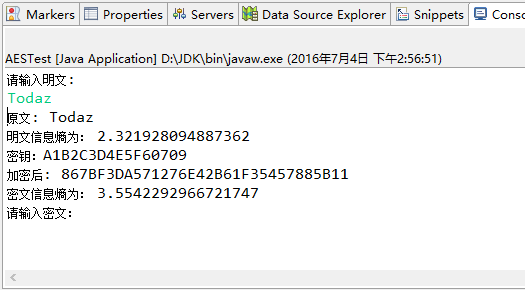 Markers Properties Servers Data Source Explorer Snippets Conso
AESTest [Java Application] D:\JDK\bin\javaw.exe (2016年7月4日 下午2:56:51)
请输入明文:
Todaz
原文: Todaz
明文信息熵为: 2.321928094887362
密钥: A1B2C3D4E5F60709
加密后: 867BF3DA571276E42B61F35457885B11
密文信息熵为: 3.5542292966721747
请输入密文: